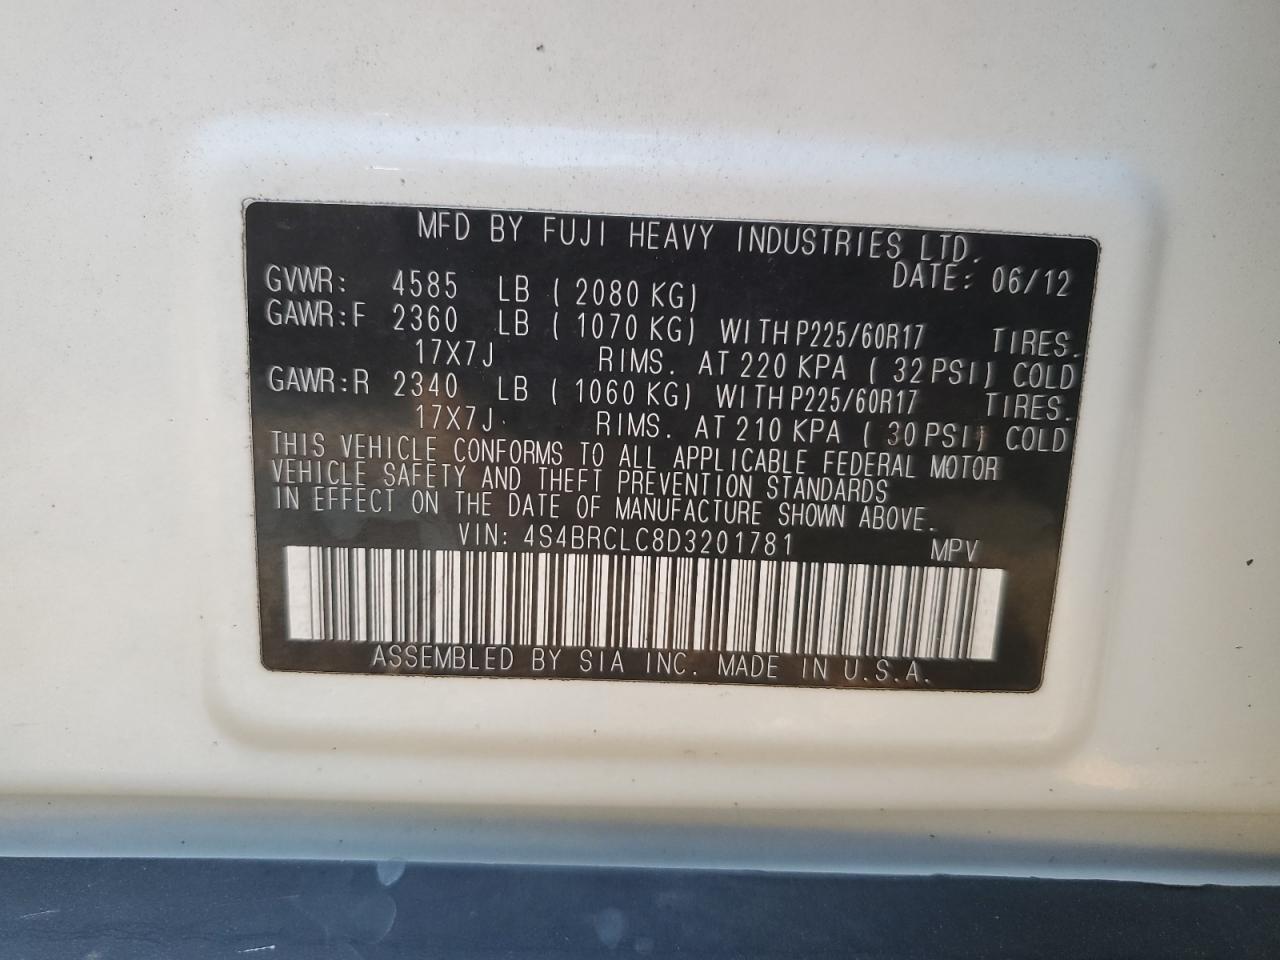 MFD BY FUJI HEAVY INDUSTRIES LTD.
DATE: 06/12
GVWR: 4585 LB ( 2080 KG)
GAWR:F 2360 LB ( 1070 KG) WITH P225/60R17 TIRES.
17X7J RIMS. AT 220 KPA ( 32 PSI) COLD
GAWR:R 2340 LB ( 1060 KG) WITH P225/60R17 TIRES.
17X7J RIMS. AT 210 KPA ( 30 PSI) COLD
THIS VEHICLE CONFORMS TO ALL APPLICABLE FEDERAL MOTOR
VEHICLE SAFETY AND THEFT PREVENTION STANDARDS
IN EFFECT ON THE DATE OF MANUFACTURE SHOWN ABOVE.
VIN: 4S4BRCLC8D3201781 MPV
ASSEMBLED BY SIA INC. MADE IN U.S.A.